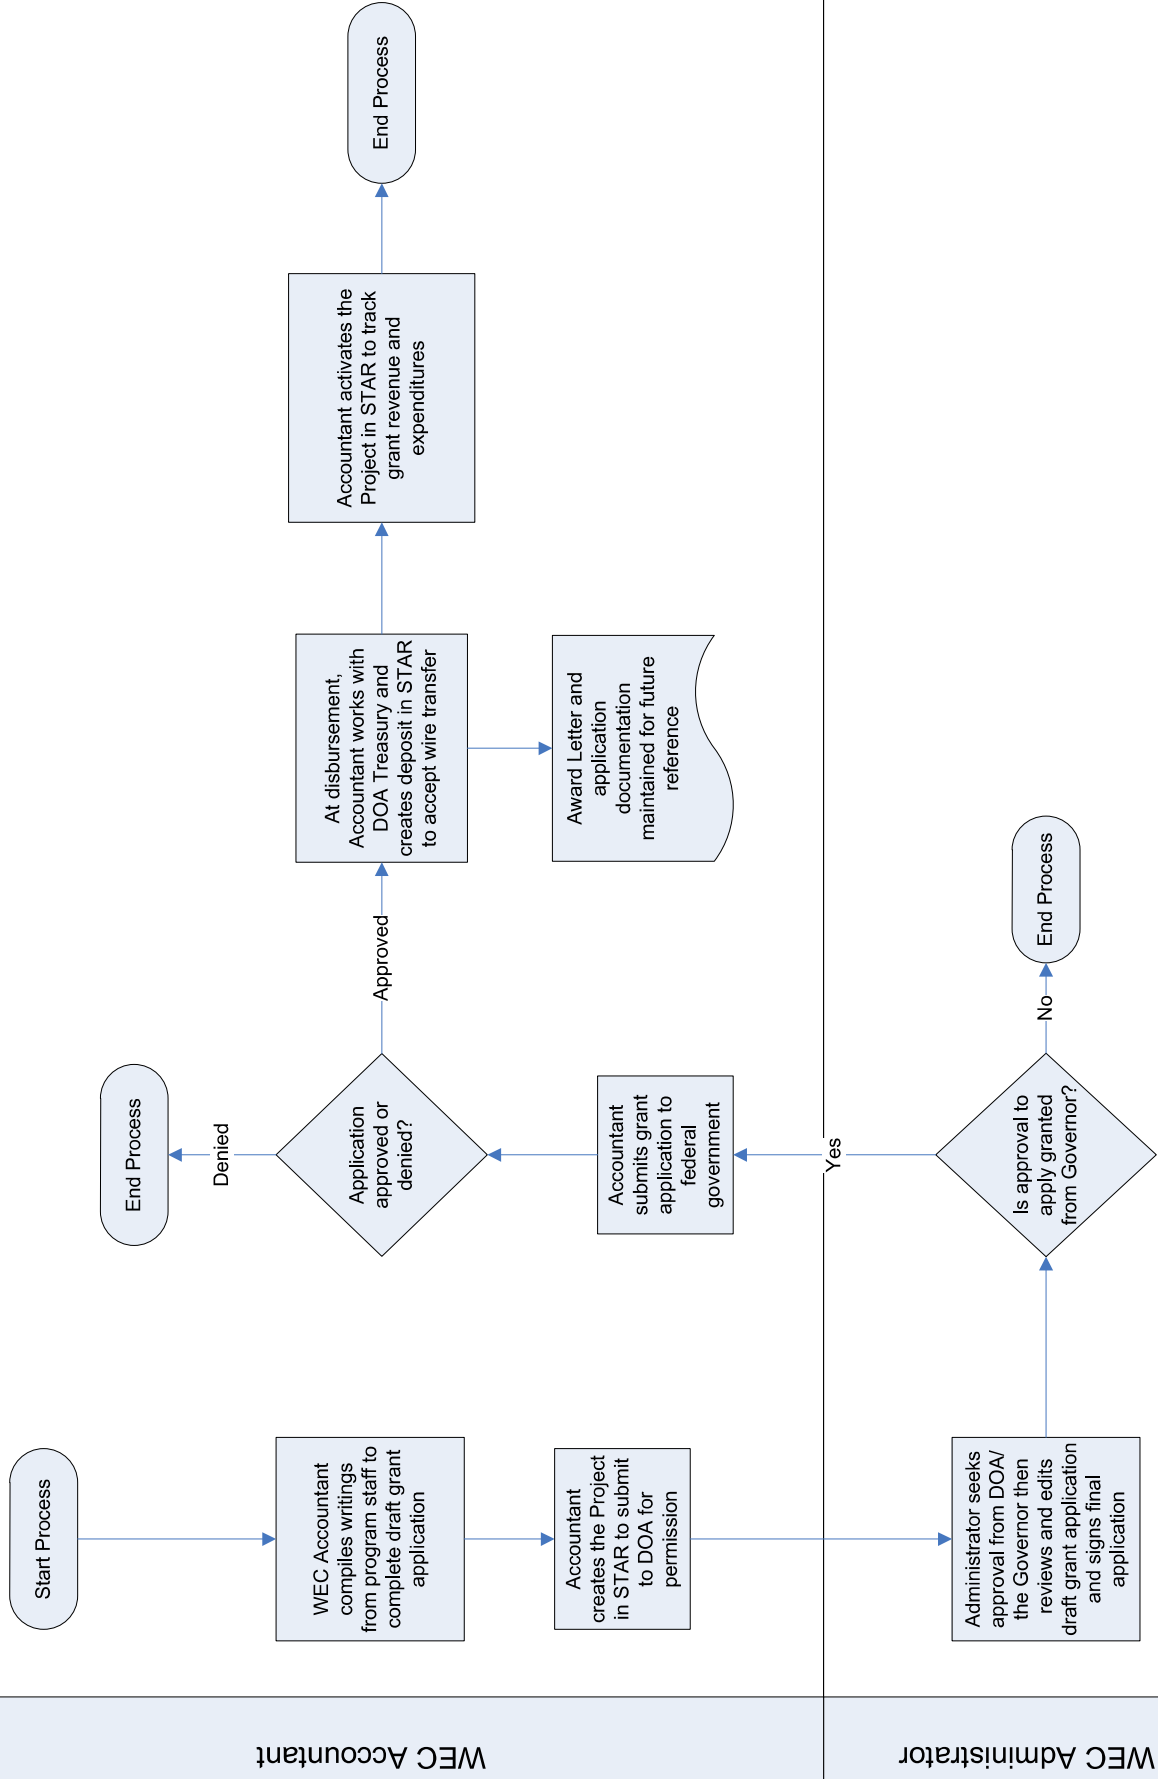 WEC Accountant
Start Process
WEC Accountant
compiles writings
from program staff to
complete draft grant
application
Accountant
creates the Project
in STAR to submit
to DOA for
permission
End Process
Denied
Application
approved or
denied?
Approved
Accountant
submits grant
application to
federal
government
At disbursement,
Accountant works with
DOA Treasury and
creates deposit in STAR
to accept wire transfer
Award Letter and
application
documentation
maintained for future
reference
Accountant activates the
Project in STAR to track
grant revenue and
expenditures
End Process
WEC Administrator
Administrator seeks
approval from DOA/
the Governor then
reviews and edits
draft grant application
and signs final
application
Yes
Is approval to
apply granted
from Governor?
No
End Process